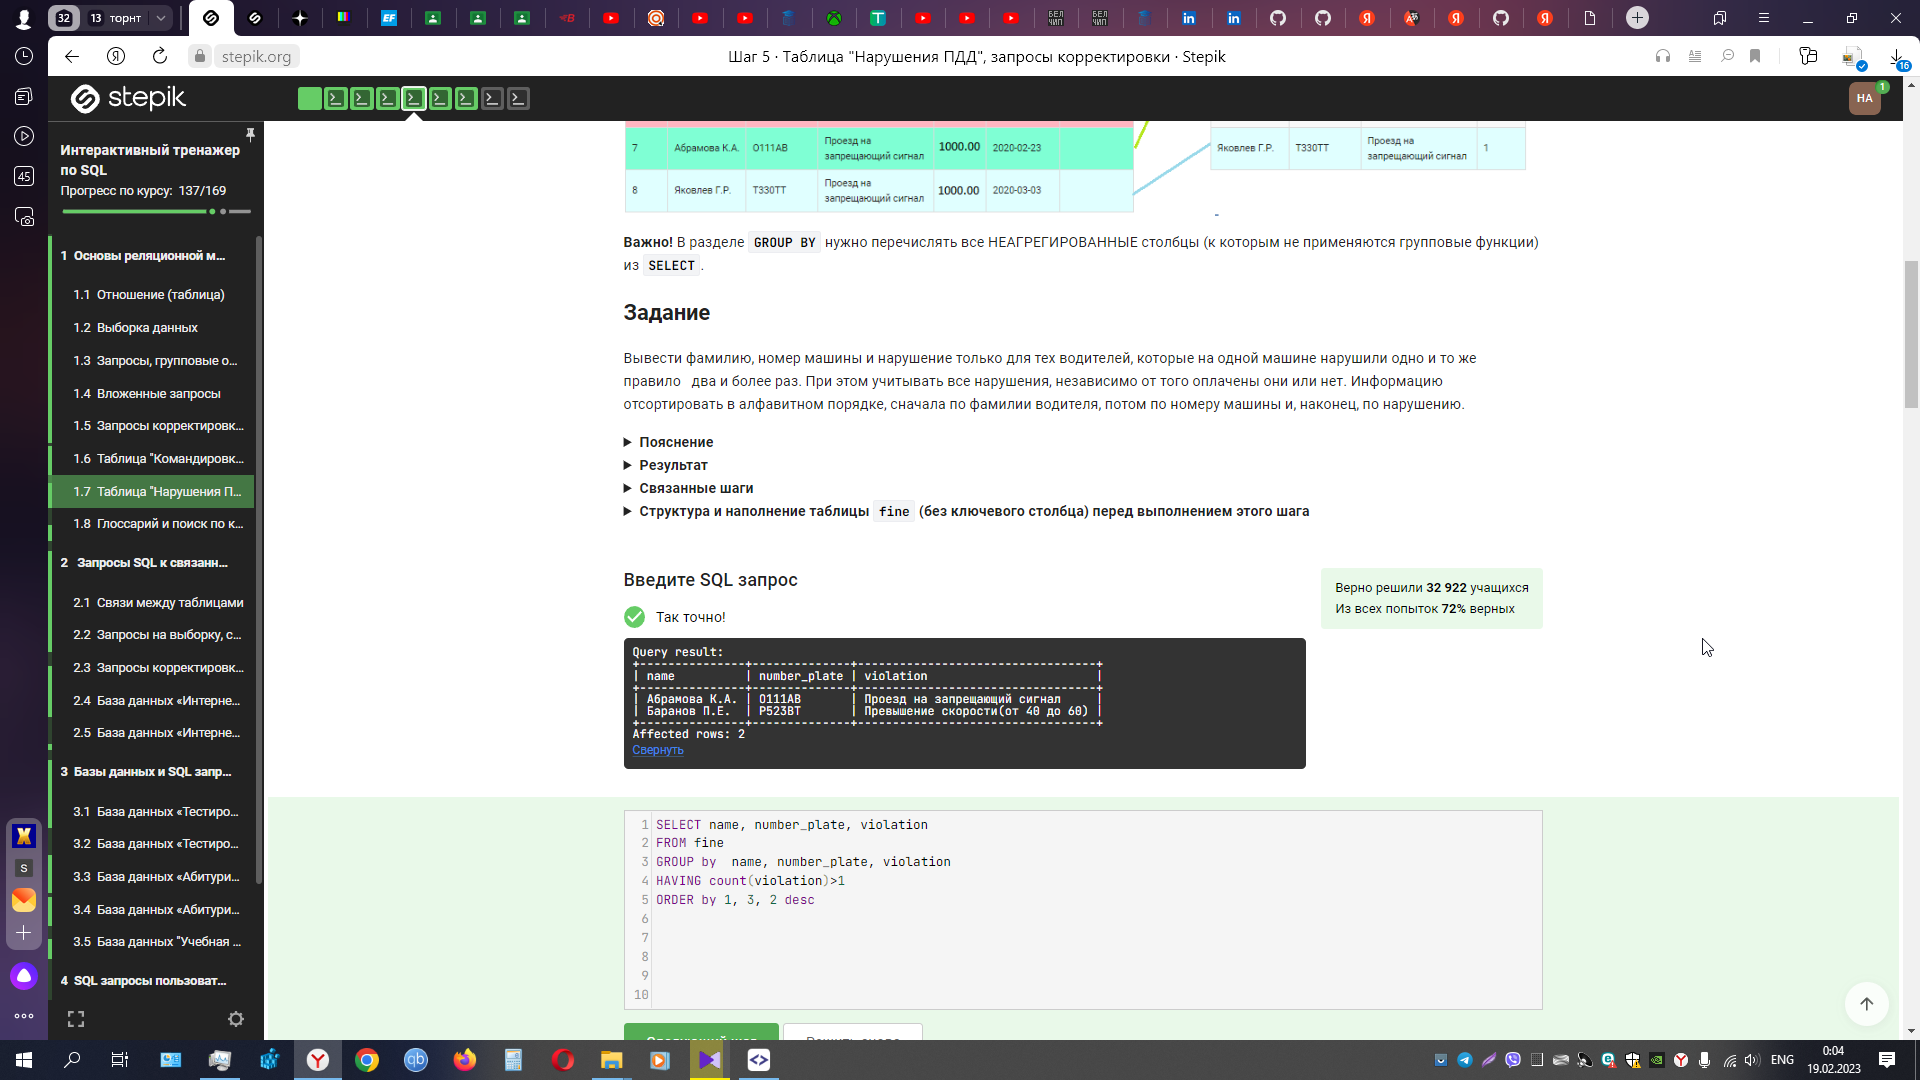 32
13 торнт
EF
БЕЛ ЧИП
БЕЛ ЧИП
stepik.org
Шаг 5 · Таблица "Нарушения ПДД", запросы корректировки · Stepik
16
45
stepik
НА
1
Интерактивный тренажер по SQL
Прогресс по курсу: 137/169
1 Основы реляционной м...
1.1 Отношение (таблица)
1.2 Выборка данных
1.3 Запросы, групповые о...
1.4 Вложенные запросы
1.5 Запросы корректировк...
1.6 Таблица "Командировк...
1.7 Таблица "Нарушения П...
1.8 Глоссарий и поиск по к...
2 Запросы SQL к связанн...
2.1 Связи между таблицами
2.2 Запросы на выборку, с...
2.3 Запросы корректировк...
2.4 База данных «Интерне...
2.5 База данных «Интерне...
3 Базы данных и SQL запр...
3.1 База данных «Тестиро...
3.2 База данных «Тестиро...
3.3 База данных «Абитури...
3.4 База данных «Абитури...
3.5 База данных "Учебная ...
4 SQL запросы пользоват...
7 Абрамова К.А. О111АВ Проезд на запрещающий сигнал 1000.00 2020-02-23
8 Яковлев Г.Р. Т330ТТ Проезд на запрещающий сигнал 1000.00 2020-03-03
Яковлев Г.Р. Т330ТТ Проезд на запрещающий сигнал 1
Важно! В разделе GROUP BY нужно перечислять все НЕАГРЕГИРОВАННЫЕ столбцы (к которым не применяются групповые функции)
из SELECT .
Задание
Вывести фамилию, номер машины и нарушение только для тех водителей, которые на одной машине нарушили одно и то же
правило два и более раз. При этом учитывать все нарушения, независимо от того оплачены они или нет. Информацию
отсортировать в алфавитном порядке, сначала по фамилии водителя, потом по номеру машины и, наконец, по нарушению.
Пояснение
Результат
Связанные шаги
Структура и наполнение таблицы fine (без ключевого столбца) перед выполнением этого шага
Введите SQL запрос
Так точно!
Верно решили 32 922 учащихся
Из всех попыток 72% верных
Query result:
+---------------+--------------+----------------------------------+
| name | number_plate | violation |
+---------------+--------------+----------------------------------+
| Абрамова К.А. | О111АВ | Проезд на запрещающий сигнал |
| Баранов П.Е. | Р523ВТ | Превышение скорости(от 40 до 60) |
+---------------+--------------+----------------------------------+
Affected rows: 2
Свернуть
1 SELECT name, number_plate, violation
2 FROM fine
3 GROUP by  name, number_plate, violation
4 HAVING count(violation)>1
5 ORDER by 1, 3, 2 desc
6
7
8
9
10
S
ENG
0:04
19.02.2023